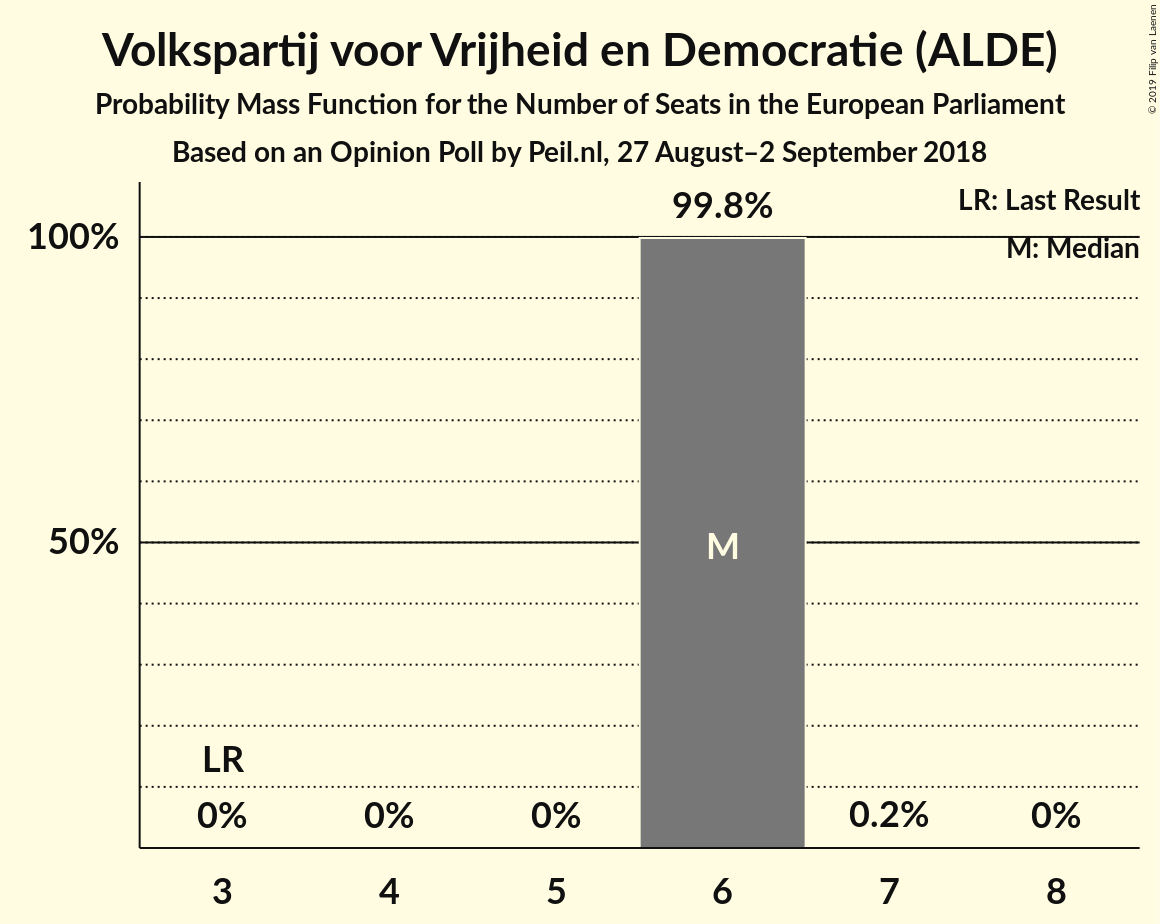 Volkspartij voor Vrijheid en Democratie (ALDE)
Probability Mass Function for the Number of Seats in the European Parliament
Based on an Opinion Poll by Peil.nl, 27 August–2 September 2018
© 2019 Filip van Laenen
LR: Last Result
M: Median
99.8%
100%
50%
M
LR
0%
0%
0%
0.2%
0%
3
4
5
6
7
8